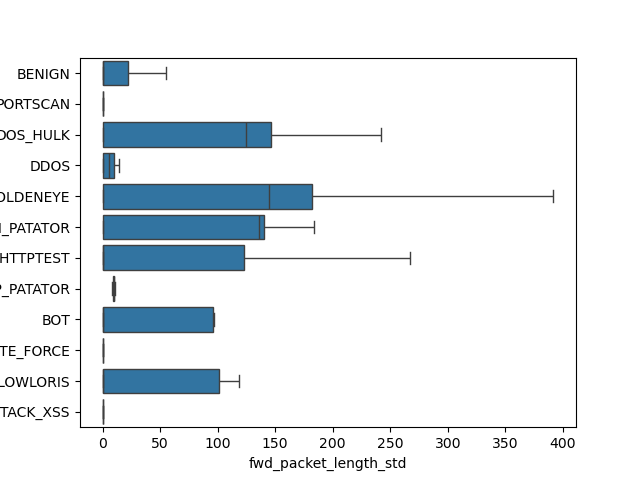 BENIGN
PORTSCAN
DOS_HULK
DDOS
OLDENEYE
_PATATOR
HTTPTEST
P_PATATOR
BOT
TE_FORCE
LOWLORIS
TACK_XSS
0 50 100 150 200 250 300 350 400
fwd_packet_length_std